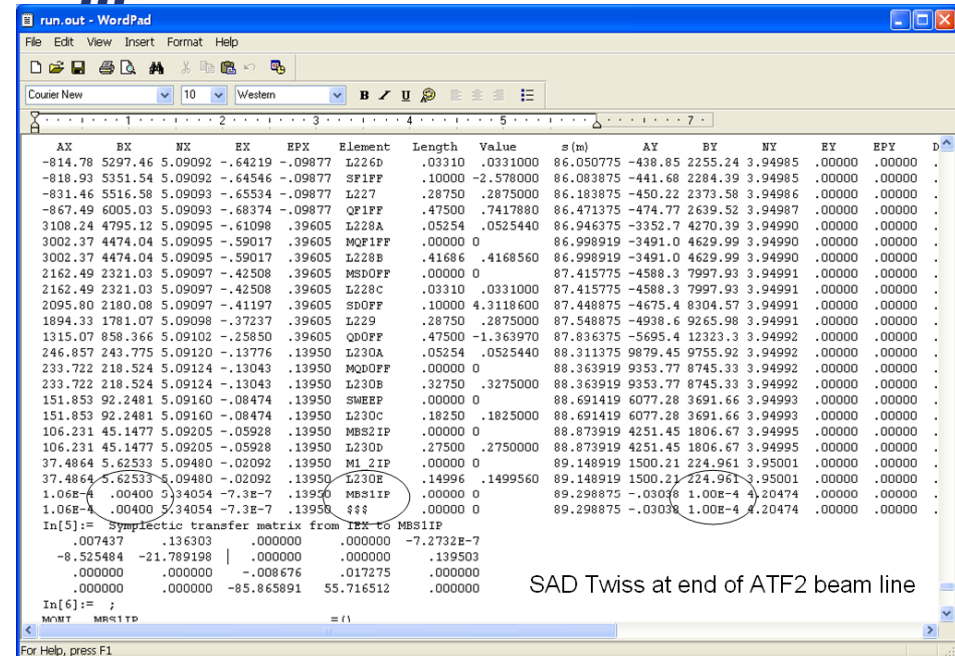 run.out - WordPad
File Edit View Insert Format Help
Courier New 10 Western B / U
1 2 3 4 5 7
AX BX NX EX EPX Element Length Value s(m) AY BY NY EY EPY D
-814.78 5297.46 5.09092 -.64219 -.09877 L226D .03310 .0331000 86.050775 -438.85 2255.24 3.94985 .00000 .00000 .
-818.93 5351.54 5.09092 -.64546 -.09877 SF1FF .10000 -2.578000 86.083875 -441.68 2284.39 3.94985 .00000 .00000 .
-831.46 5516.58 5.09093 -.65534 -.09877 L227 .28750 .2875000 86.183875 -450.22 2373.58 3.94986 .00000 .00000 .
-867.49 6005.03 5.09093 -.68374 -.09877 QF1FF .47500 .7417880 86.471375 -474.77 2639.52 3.94987 .00000 .00000 .
3108.24 4795.12 5.09095 -.61098 .39605 L228A .05254 .0525440 86.946375 -3352.7 4270.39 3.94990 .00000 .00000 .
3002.37 4474.04 5.09095 -.59017 .39605 MQF1FF .00000 0 86.998919 -3491.0 4629.99 3.94990 .00000 .00000 .
3002.37 4474.04 5.09095 -.59017 .39605 L228B .41686 .4168560 86.998919 -3491.0 4629.99 3.94990 .00000 .00000 .
2162.49 2321.03 5.09097 -.42508 .39605 MSD0FF .00000 0 87.415775 -4588.3 7997.93 3.94991 .00000 .00000 .
2162.49 2321.03 5.09097 -.42508 .39605 L228C .03310 .0331000 87.415775 -4588.3 7997.93 3.94991 .00000 .00000 .
2095.80 2180.08 5.09097 -.41197 .39605 SD0FF .10000 4.3118600 87.448875 -4675.4 8304.57 3.94991 .00000 .00000 .
1894.33 1781.07 5.09098 -.37237 .39605 L229 .28750 .2875000 87.548875 -4938.6 9265.98 3.94991 .00000 .00000 .
1315.07 858.366 5.09102 -.25850 .39605 QD0FF .47500 -1.363970 87.836375 -5695.4 12323.3 3.94992 .00000 .00000 .
246.857 243.775 5.09120 -.13776 .13950 L230A .05254 .0525440 88.311375 9879.45 9755.92 3.94992 .00000 .00000 .
233.722 218.524 5.09124 -.13043 .13950 MQD0FF .00000 0 88.363919 9353.77 8745.33 3.94992 .00000 .00000 .
233.722 218.524 5.09124 -.13043 .13950 L230B .32750 .3275000 88.363919 9353.77 8745.33 3.94992 .00000 .00000 .
151.853 92.2481 5.09160 -.08474 .13950 SWEEP .00000 0 88.691419 6077.28 3691.66 3.94993 .00000 .00000 .
151.853 92.2481 5.09160 -.08474 .13950 L230C .18250 .1825000 88.691419 6077.28 3691.66 3.94993 .00000 .00000 .
106.231 45.1477 5.09205 -.05928 .13950 MBS2IP .00000 0 88.873919 4251.45 1806.67 3.94995 .00000 .00000 .
106.231 45.1477 5.09205 -.05928 .13950 L230D .27500 .2750000 88.873919 4251.45 1806.67 3.94995 .00000 .00000 .
37.4864 5.62533 5.09480 -.02092 .13950 M1 2IP .00000 0 89.148919 1500.21 224.961 3.95001 .00000 .00000 .
37.4864 5.62533 5.09480 -.02092 .13950 L230E .14996 .1499560 89.148919 1500.21 224.961 3.95001 .00000 .00000 .
1.06E-4 .00400 5.34054 -7.3E-7 .13950 MBS1IP .00000 0 89.298875 -.03038 1.00E-4 4.20474 .00000 .00000 .
1.06E-4 .00400 5.34054 -7.3E-7 .13950 $$$ .00000 0 89.298875 -.03038 1.00E-4 4.20474 .00000 .00000 .
In[5]:= Symplectic transfer matrix from IEX to MBS1IP
.007437 .136303 .000000 .000000 -7.2732E-7
-8.525484 -21.789198 .000000 .000000 .139503
.000000 .000000 -.008676 .017275 .000000
.000000 .000000 -85.865891 55.716512 .000000
SAD Twiss at end of ATF2 beam line
In[6]:= ;
MONI MBS1IP =()
For Help, press F1